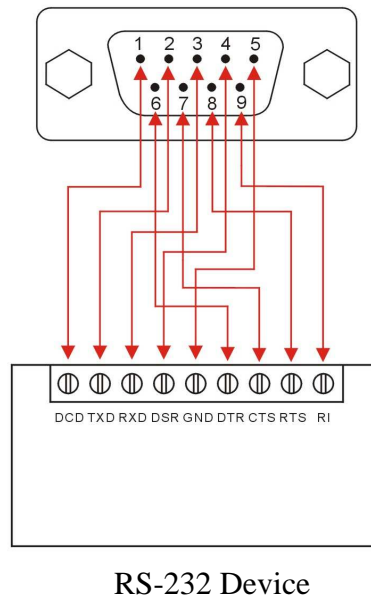 1 2 3 4 5
6 7 8 9
DCD TXD RXD DSR GND DTR CTS RTS RI
RS-232 Device